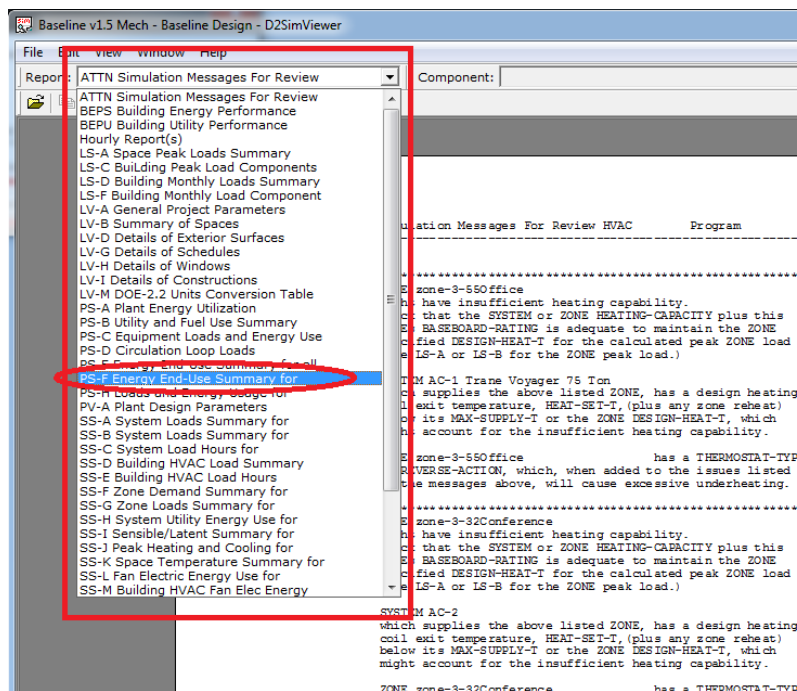 Baseline v1.5 Mech - Baseline Design - D2SimViewer
File Edit View Window Help
Report: ATTN Simulation Messages For Review Component:
ATTN Simulation Messages For Review
BEPS Building Energy Performance
BEPU Building Utility Performance
Hourly Report(s)
LS-A Space Peak Loads Summary
LS-C BuiLding Peak Load Components
LS-D Building Monthly Loads Summary
LS-F Building Monthly Load Component
LV-A General Project Parameters
LV-B Summary of Spaces
LV-D Details of Exterior Surfaces
LV-G Details of Schedules
LV-H Details of Windows
LV-I Details of Constructions
LV-M DOE-2.2 Units Conversion Table
PS-A Plant Energy Utilization
PS-B Utility and Fuel Use Summary
PS-C Equipment Loads and Energy Use
PS-D Circulation Loop Loads
PS-E Energy End-Use Summary for all
PS-F Energy End-Use Summary for
PS-H Loads and Energy Usage for
PV-A Plant Design Parameters
SS-A System Loads Summary for
SS-B System Loads Summary for
SS-C System Load Hours for
SS-D Building HVAC Load Summary
SS-E Building HVAC Load Hours
SS-F Zone Demand Summary for
SS-G Zone Loads Summary for
SS-H System Utility Energy Use for
SS-I Sensible/Latent Summary for
SS-J Peak Heating and Cooling for
SS-K Space Temperature Summary for
SS-L Fan Electric Energy Use for
SS-M Building HVAC Fan Elec Energy
ulation Messages For Review HVAC Program
zone-3-55Office
have insufficient heating capability.
that the SYSTEM or ZONE HEATING-CAPACITY plus this
BASEBOARD-RATING is adequate to maintain the ZONE
cified DESIGN-HEAT-T for the calculated peak ZONE load
LS-A or LS-B for the ZONE peak load.)
AC-1 Trane Voyager 75 Ton
supplies the above listed ZONE, has a design heating
exit temperature, HEAT-SET-T,(plus any zone reheat)
its MAX-SUPPLY-T or the ZONE DESIGN-HEAT-T, which
account for the insufficient heating capability.
zone-3-55Office has a THERMOSTAT-TYP
REVERSE-ACTION, which, when added to the issues listed
the messages above, will cause excessive underheating.
zone-3-32Conference
have insufficient heating capability.
that the SYSTEM or ZONE HEATING-CAPACITY plus this
BASEBOARD-RATING is adequate to maintain the ZONE
cified DESIGN-HEAT-T for the calculated peak ZONE load
LS-A or LS-B for the ZONE peak load.)
SYSTEM AC-2
which supplies the above listed ZONE, has a design heating
coil exit temperature, HEAT-SET-T,(plus any zone reheat)
below its MAX-SUPPLY-T or the ZONE DESIGN-HEAT-T, which
might account for the insufficient heating capability.
ZONE zone-3-32Conference has a THERMOSTAT-TYP